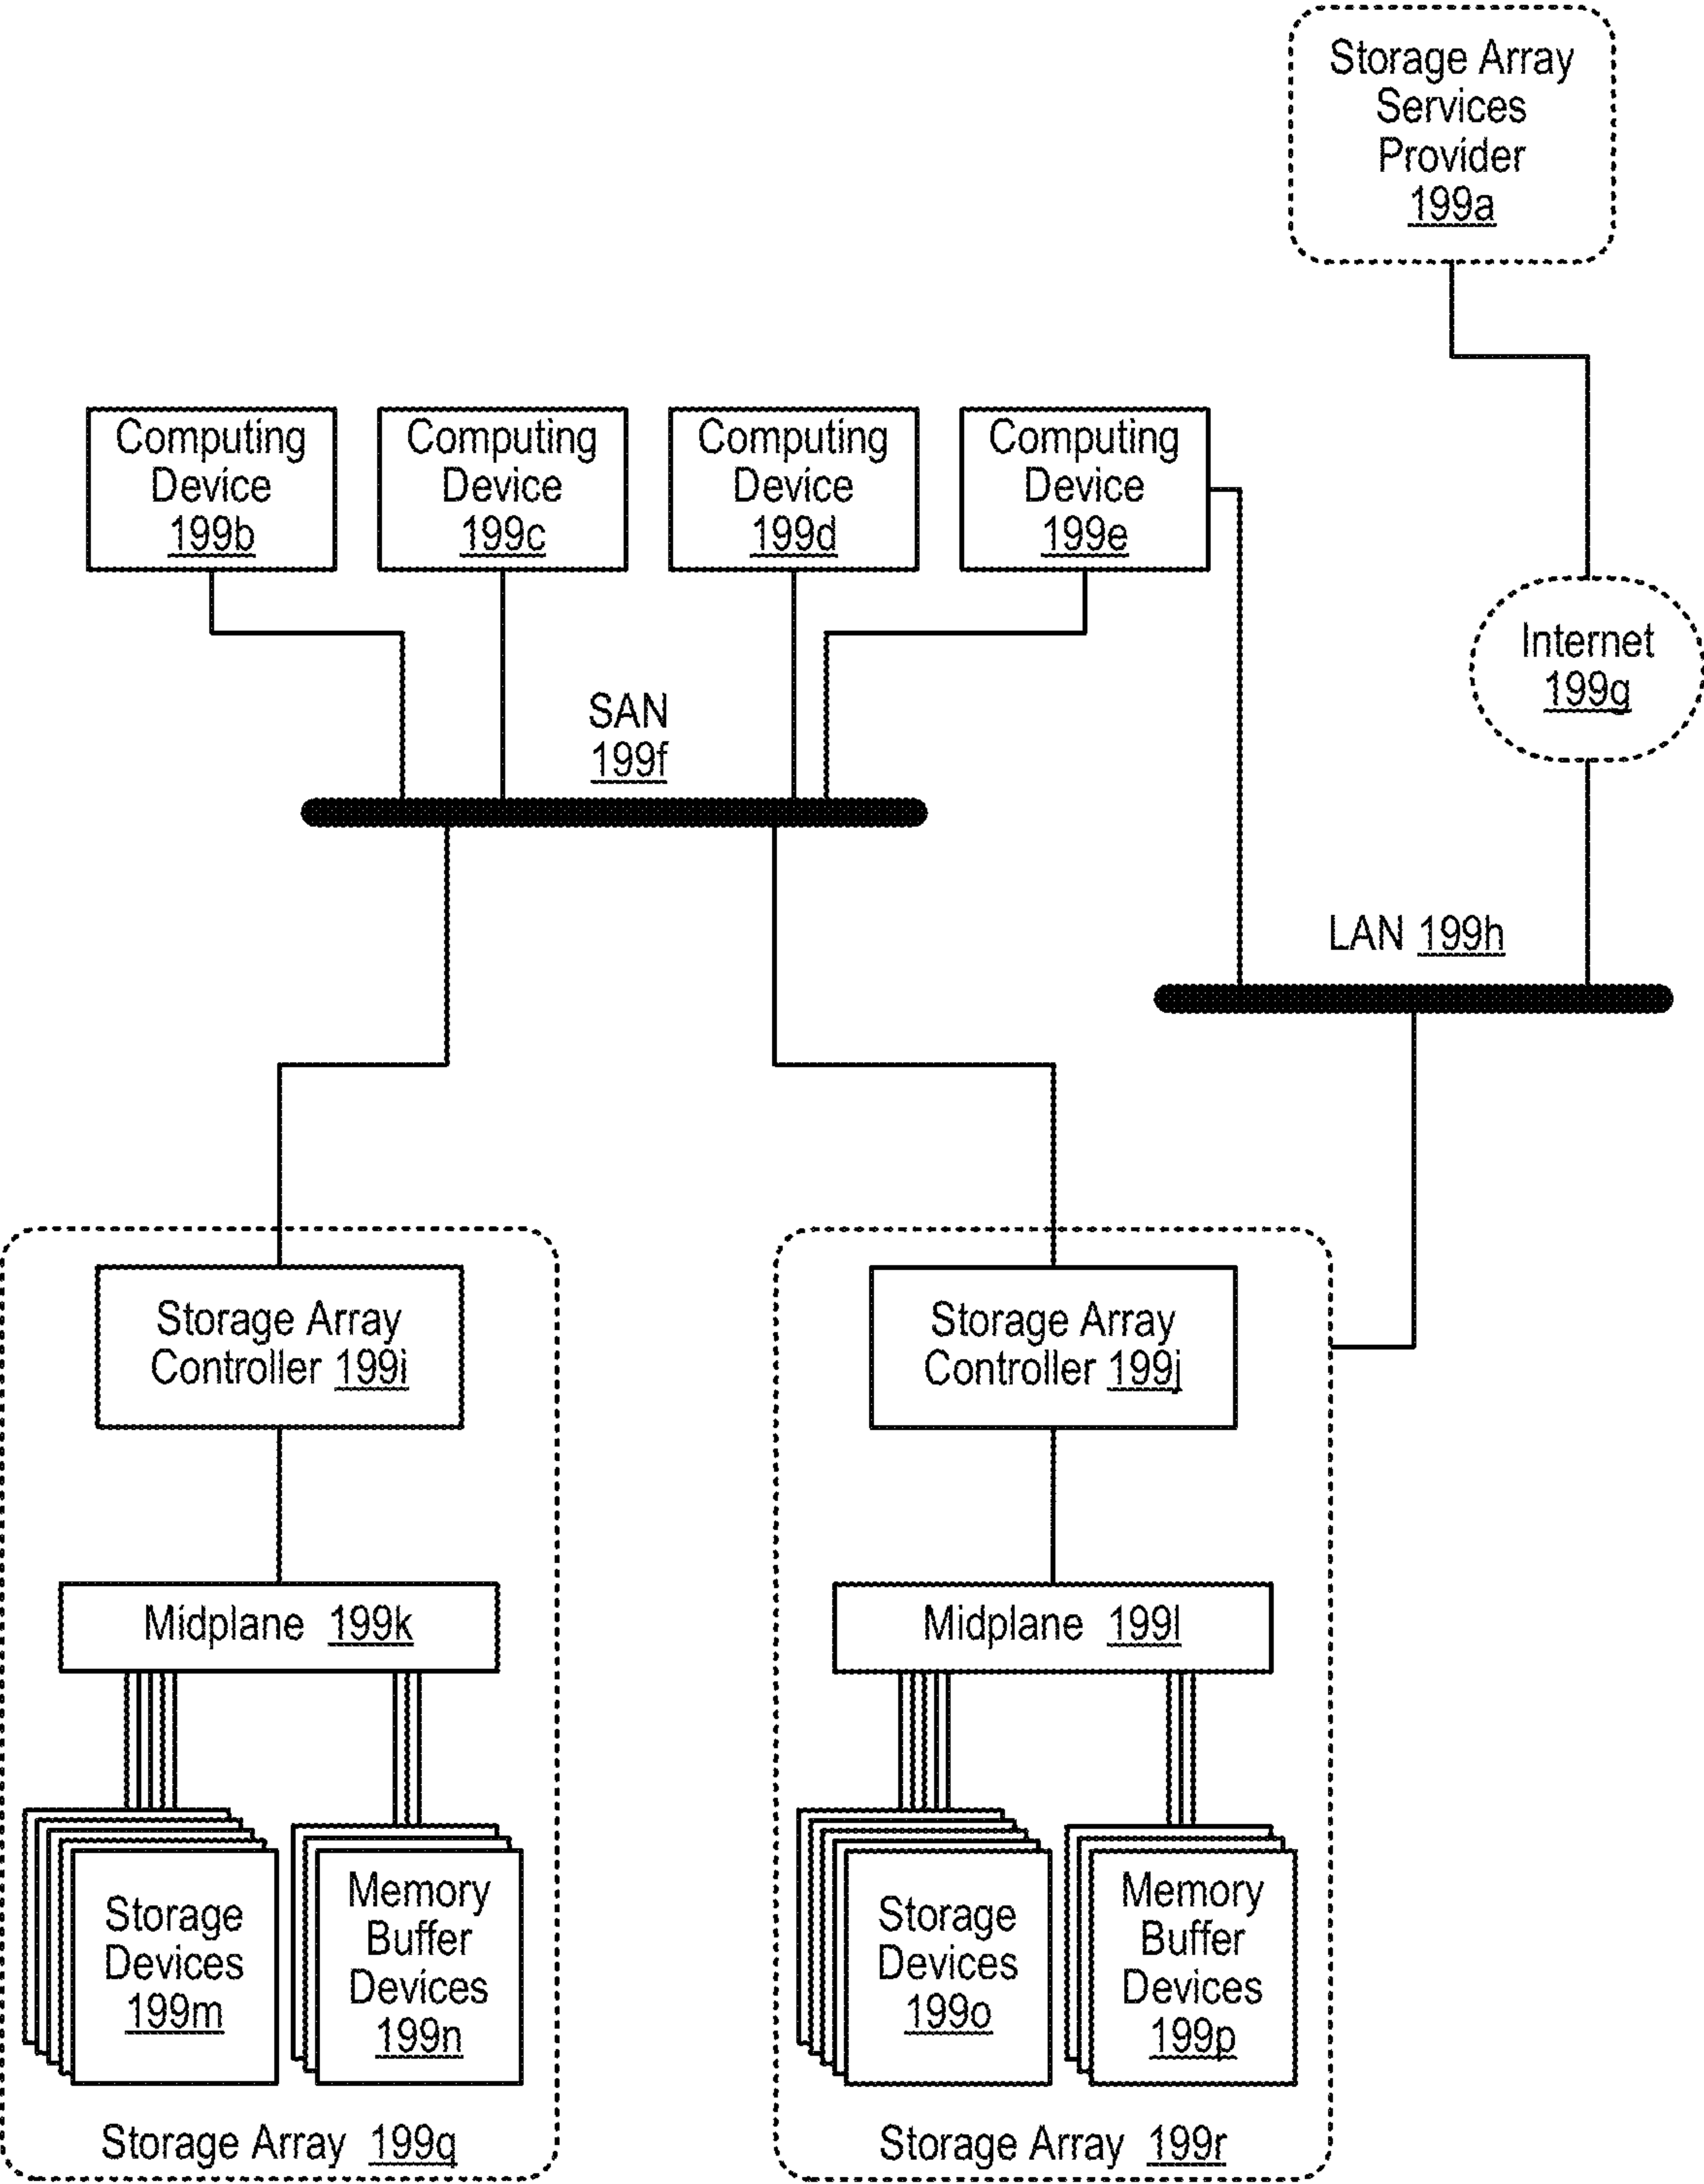 Storage Array
Services
Provider
199a
Computing
Device
199b
Computing
Device
199c
Computing
Device
199d
Computing
Device
199e
Internet
199g
SAN
199f
LAN 199h
Storage Array
Controller 199i
Storage Array
Controller 199j
Midplane 199k
Midplane 199l
Storage
Devices
199m
Memory
Buffer
Devices
199n
Storage
Devices
199o
Memory
Buffer
Devices
199p
Storage Array 199q
Storage Array 199r